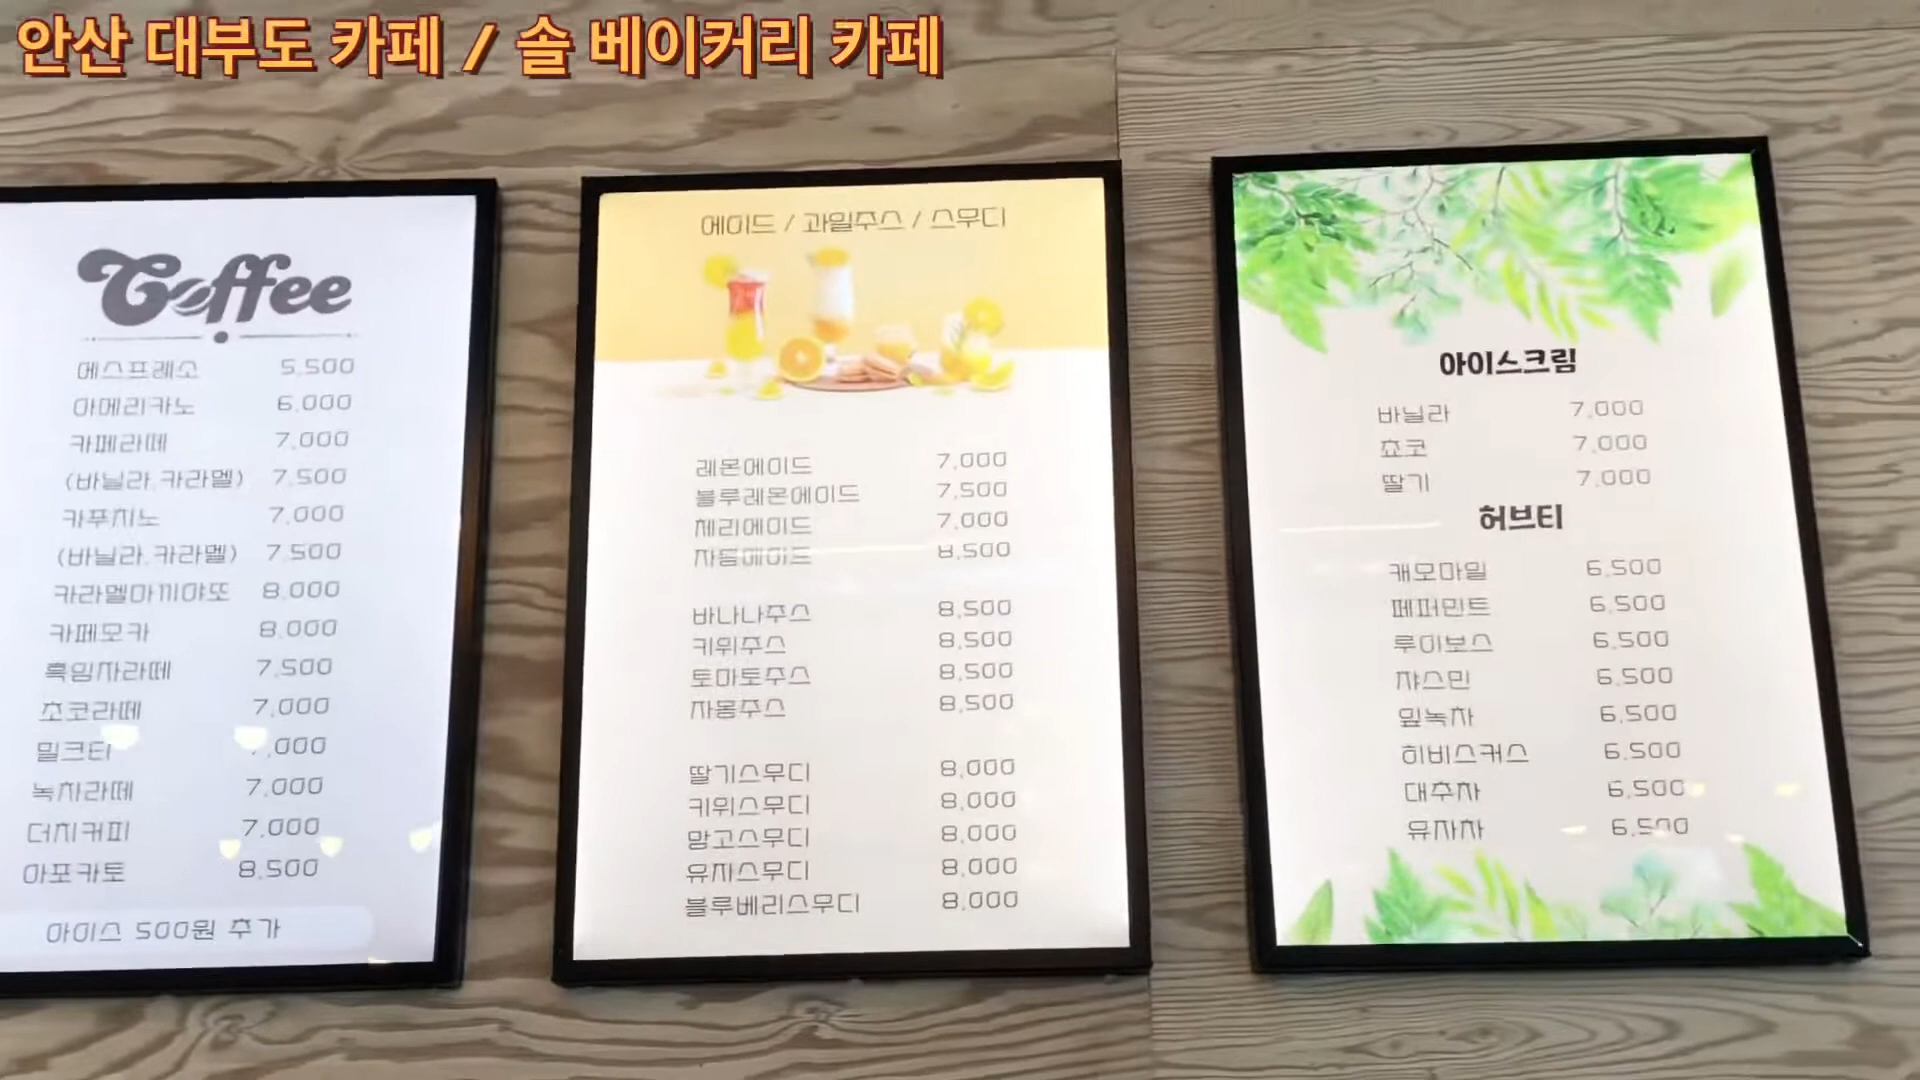 안산 대부도 카페 / 솔 베이커리 카페
Coffee
에스프레소 5,500
아메리카노 6,000
카페라떼 7,000
(바닐라,카라멜) 7,500
카푸치노 7,000
(바닐라,카라멜) 7,500
카라멜마끼야또 8,000
카페모카 8,000
흑임자라떼 7,500
초코라떼 7,000
밀크티
녹차라떼 7,000
더치커피 7,000
아포카토 8,500
아이스 500원 추가
에이드 / 과일주스 / 스무디
레몬에이드 7,000
블루레몬에이드 7,500
체리에이드 7,000
자몽에이드 8,500
바나나주스 8,500
키위주스 8,500
토마토주스 8,500
자몽주스 8,500
딸기스무디 8,000
키위스무디 8,000
망고스무디 8,000
유자스무디 8,000
블루베리스무디 8,000
아이스크림
바닐라 7,000
쵸코 7,000
딸기 7,000
허브티
캐모마일 6,500
페퍼민트 6,500
루이보스 6,500
쟈스민 6,500
잎녹차 6,500
히비스커스 6,500
대추차 6,500
유자차 6,500